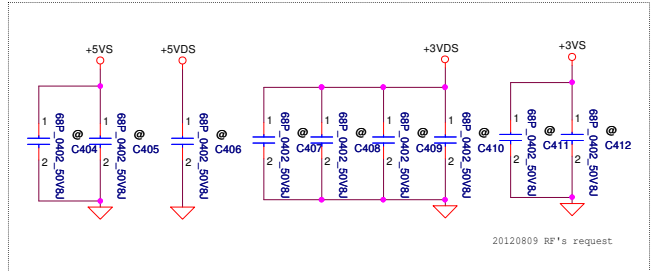 +5VS
+5VDS
+3VDS
+3VS
1
68P_0402_50V8J
2
@
C404
1
68P_0402_50V8J
2
@
C405
1
68P_0402_50V8J
2
@
C406
1
68P_0402_50V8J
2
@
C407
1
68P_0402_50V8J
2
@
C408
1
68P_0402_50V8J
2
@
C409
1
68P_0402_50V8J
2
@
C410
1
68P_0402_50V8J
2
@
C411
1
68P_0402_50V8J
2
@
C412
20120809 RF's request